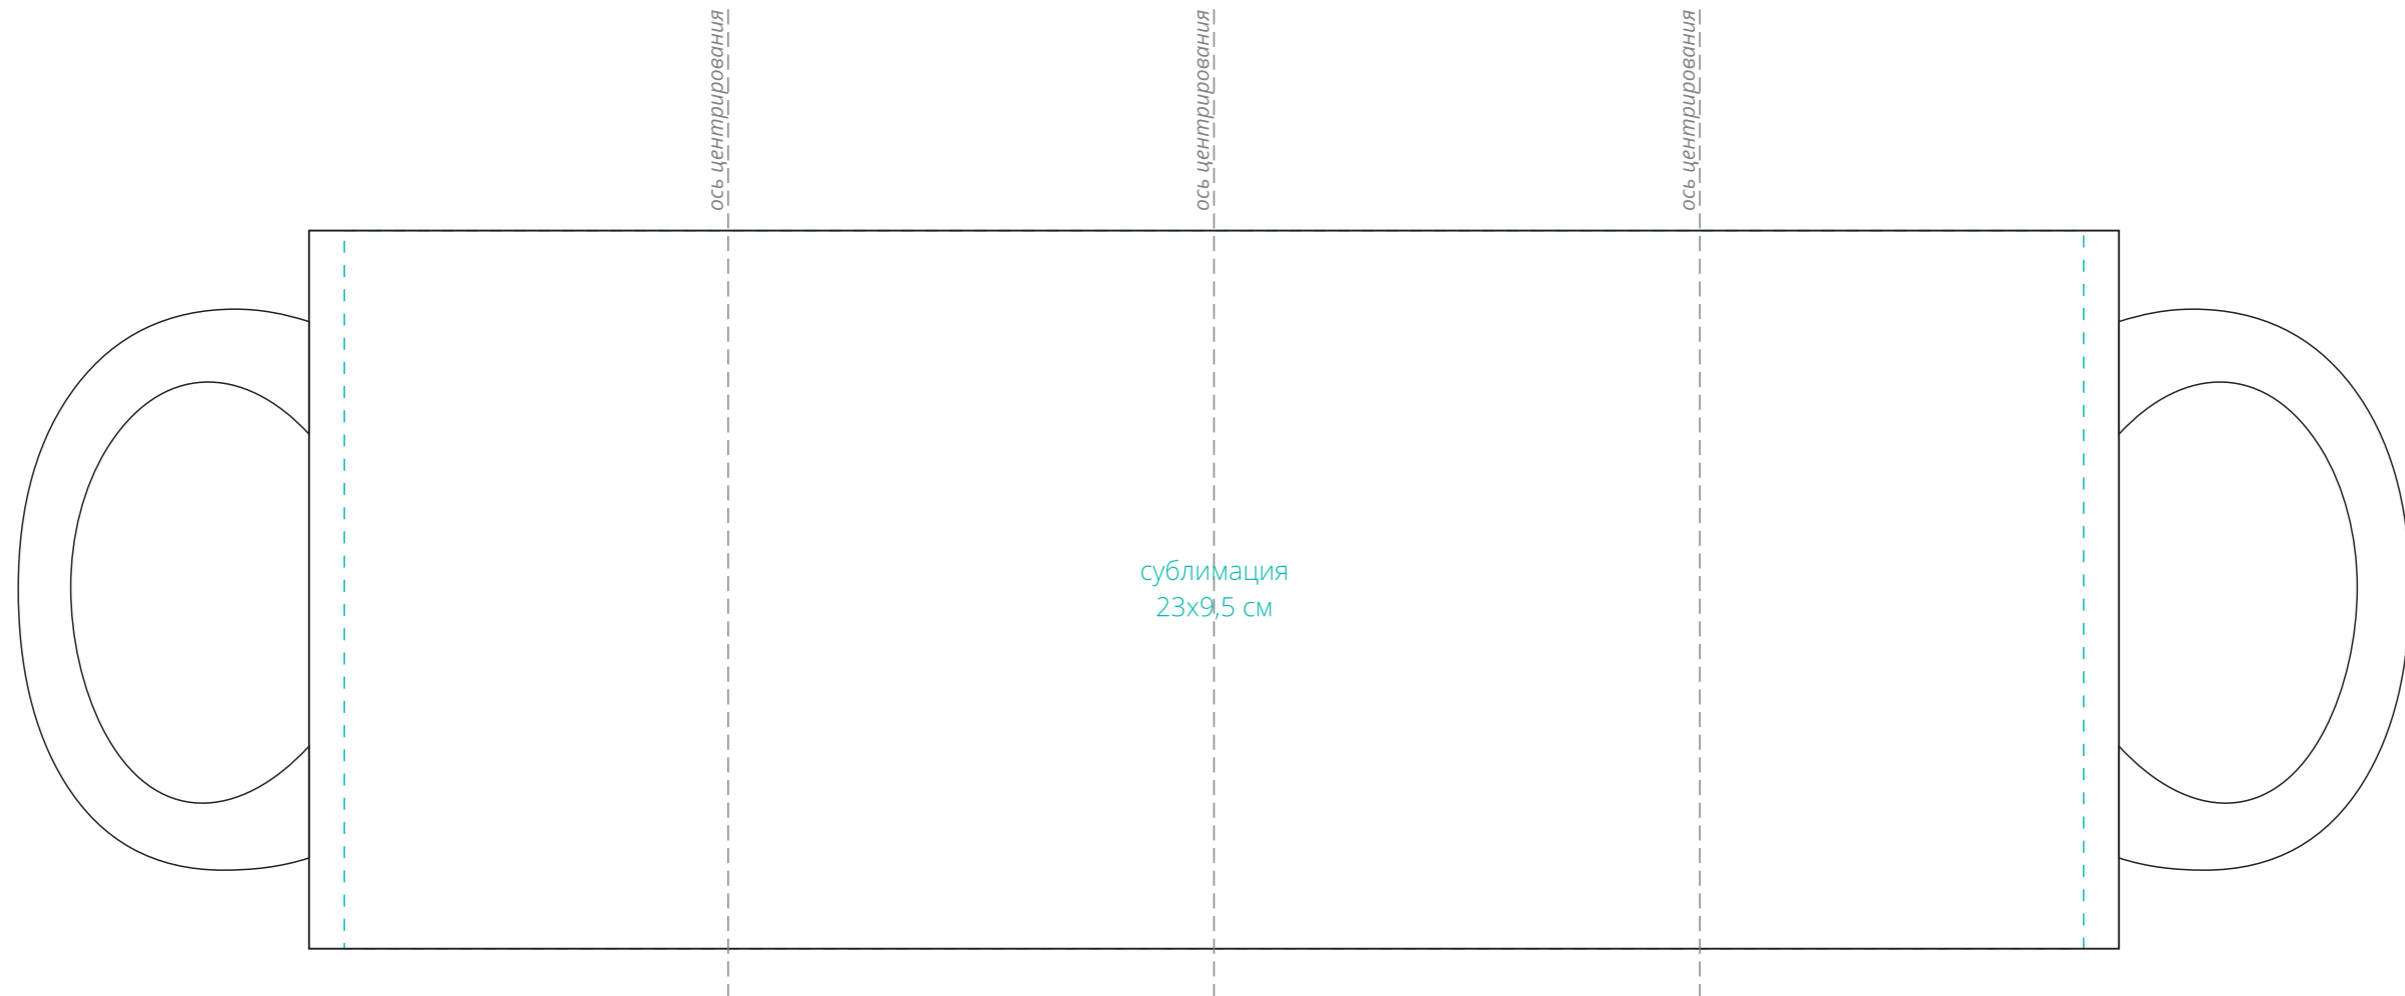 ось центрирования
ось центрирования
ось центрирования
сублимация
23х9,5 см